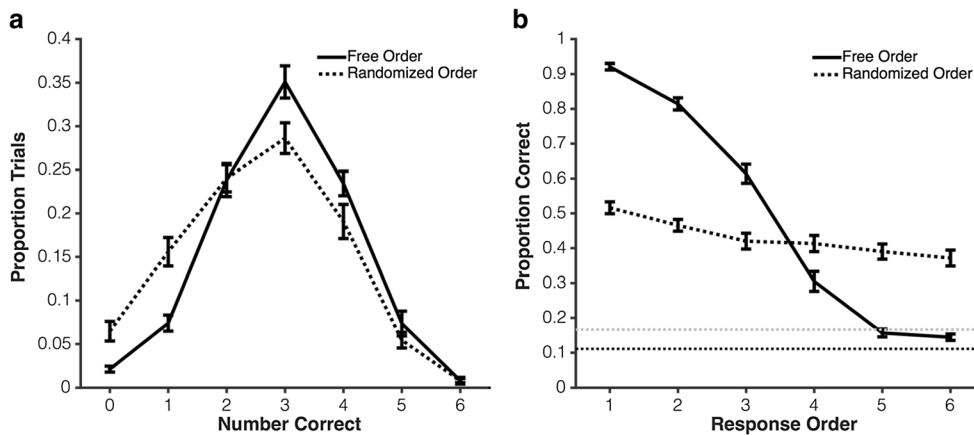 a
Proportion Trials
0.4
0.35
0.3
0.25
0.2
0.15
0.1
0.05
0
Free Order
Randomized Order
0 1 2 3 4 5 6
Number Correct
b
Proportion Correct
1
0.9
0.8
0.7
0.6
0.5
0.4
0.3
0.2
0.1
0
Free Order
Randomized Order
1 2 3 4 5 6
Response Order